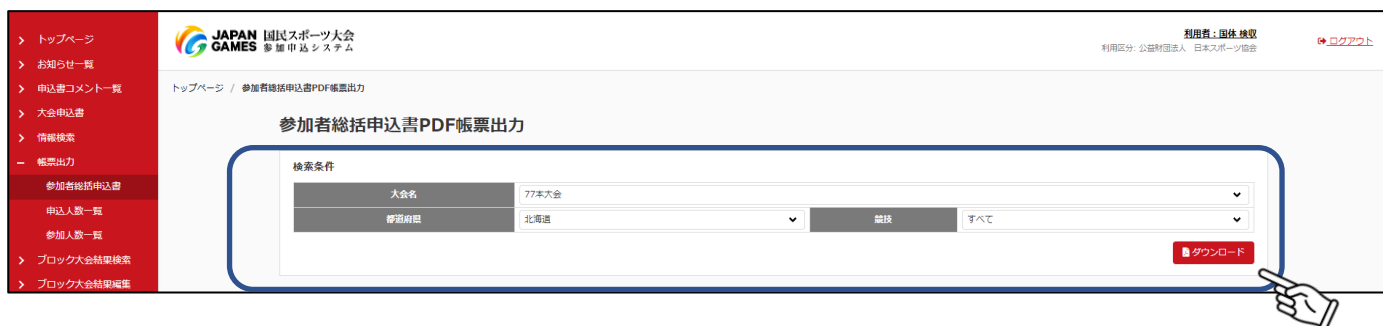 トップページ
お知らせ一覧
申込書コメント一覧
大会申込書
情報検索
帳票出力
参加者総括申込書
申込人数一覧
参加人数一覧
ブロック大会結果検索
ブロック大会結果編集
JAPAN GAMES 国民スポーツ大会 参加申込システム
利用者：国体 検収
利用区分: 公益財団法人 日本スポーツ協会
ログアウト
トップページ / 参加者総括申込書PDF帳票出力
参加者総括申込書PDF帳票出力
検索条件
大会名 77本大会
都道府県 北海道 競技 すべて
ダウンロード